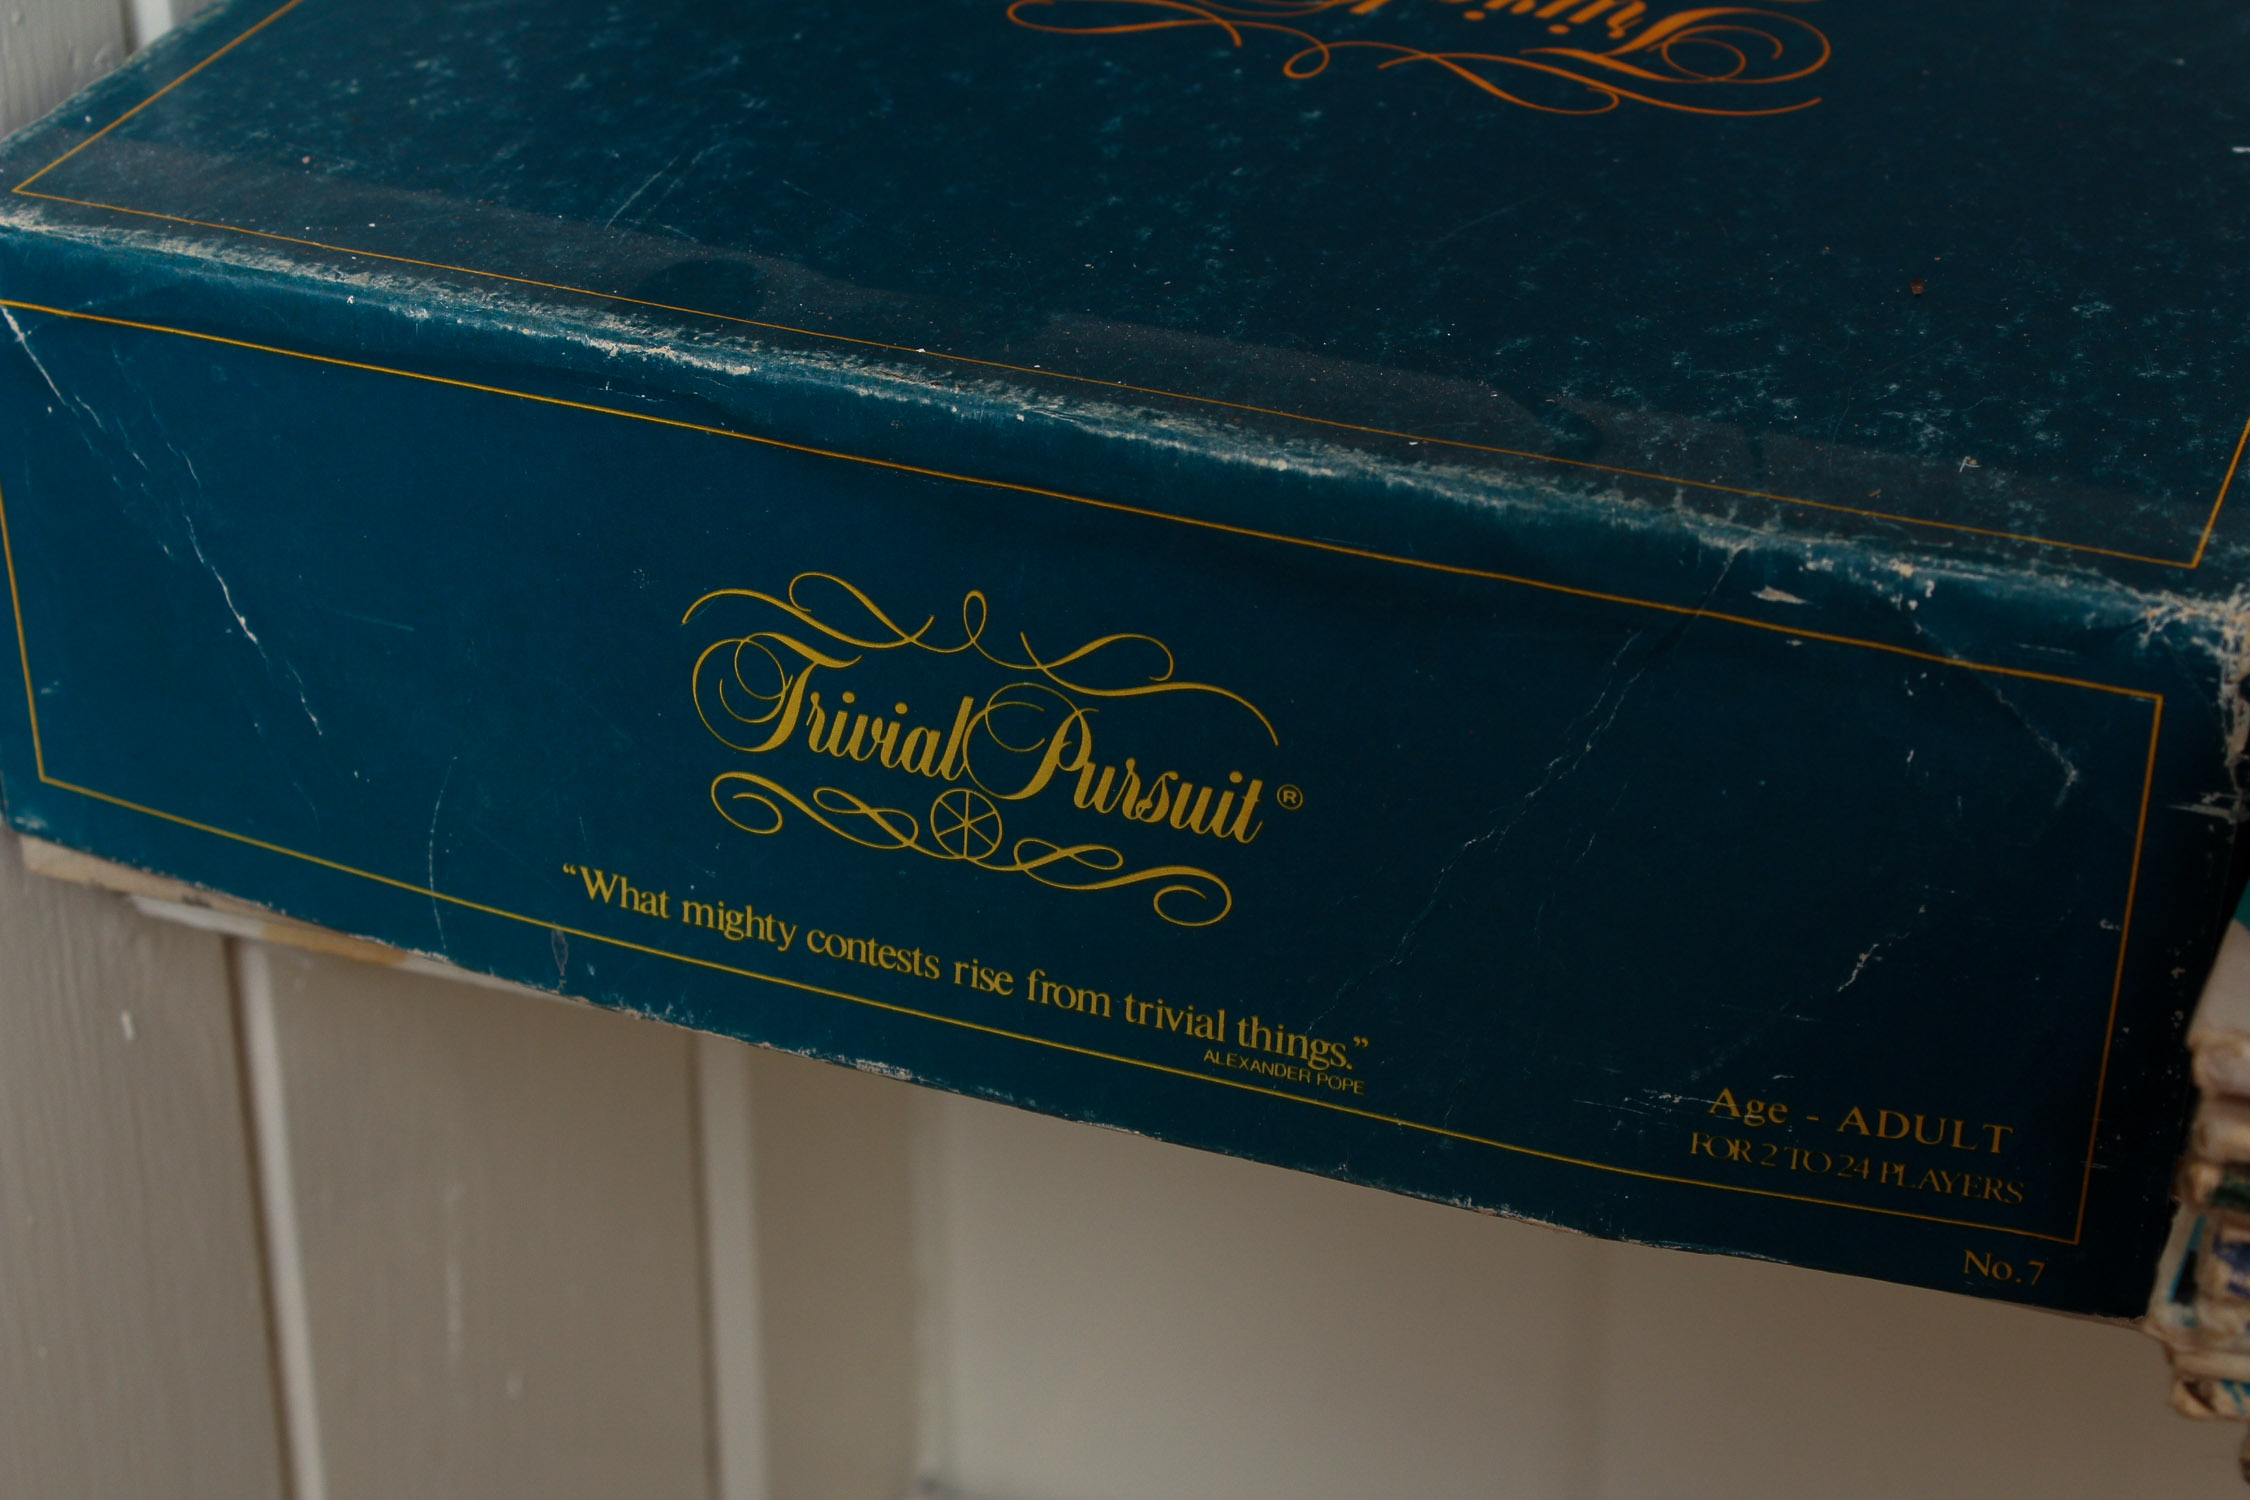 Trivial
Trivial Pursuit®
“What mighty contests rise from trivial things.”
ALEXANDER POPE
Age - ADULT
FOR 2 TO 24 PLAYERS
No.7